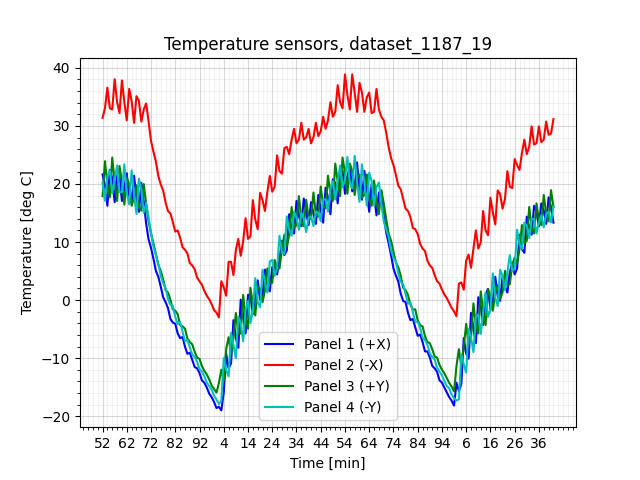 Temperature sensors, dataset_1187_19
Temperature [deg C]
40
30
20
10
0
−10
−20
Panel 1 (+X)
Panel 2 (-X)
Panel 3 (+Y)
Panel 4 (-Y)
52 62 72 82 92 4 14 24 34 44 54 64 74 84 94 6 16 26 36
Time [min]